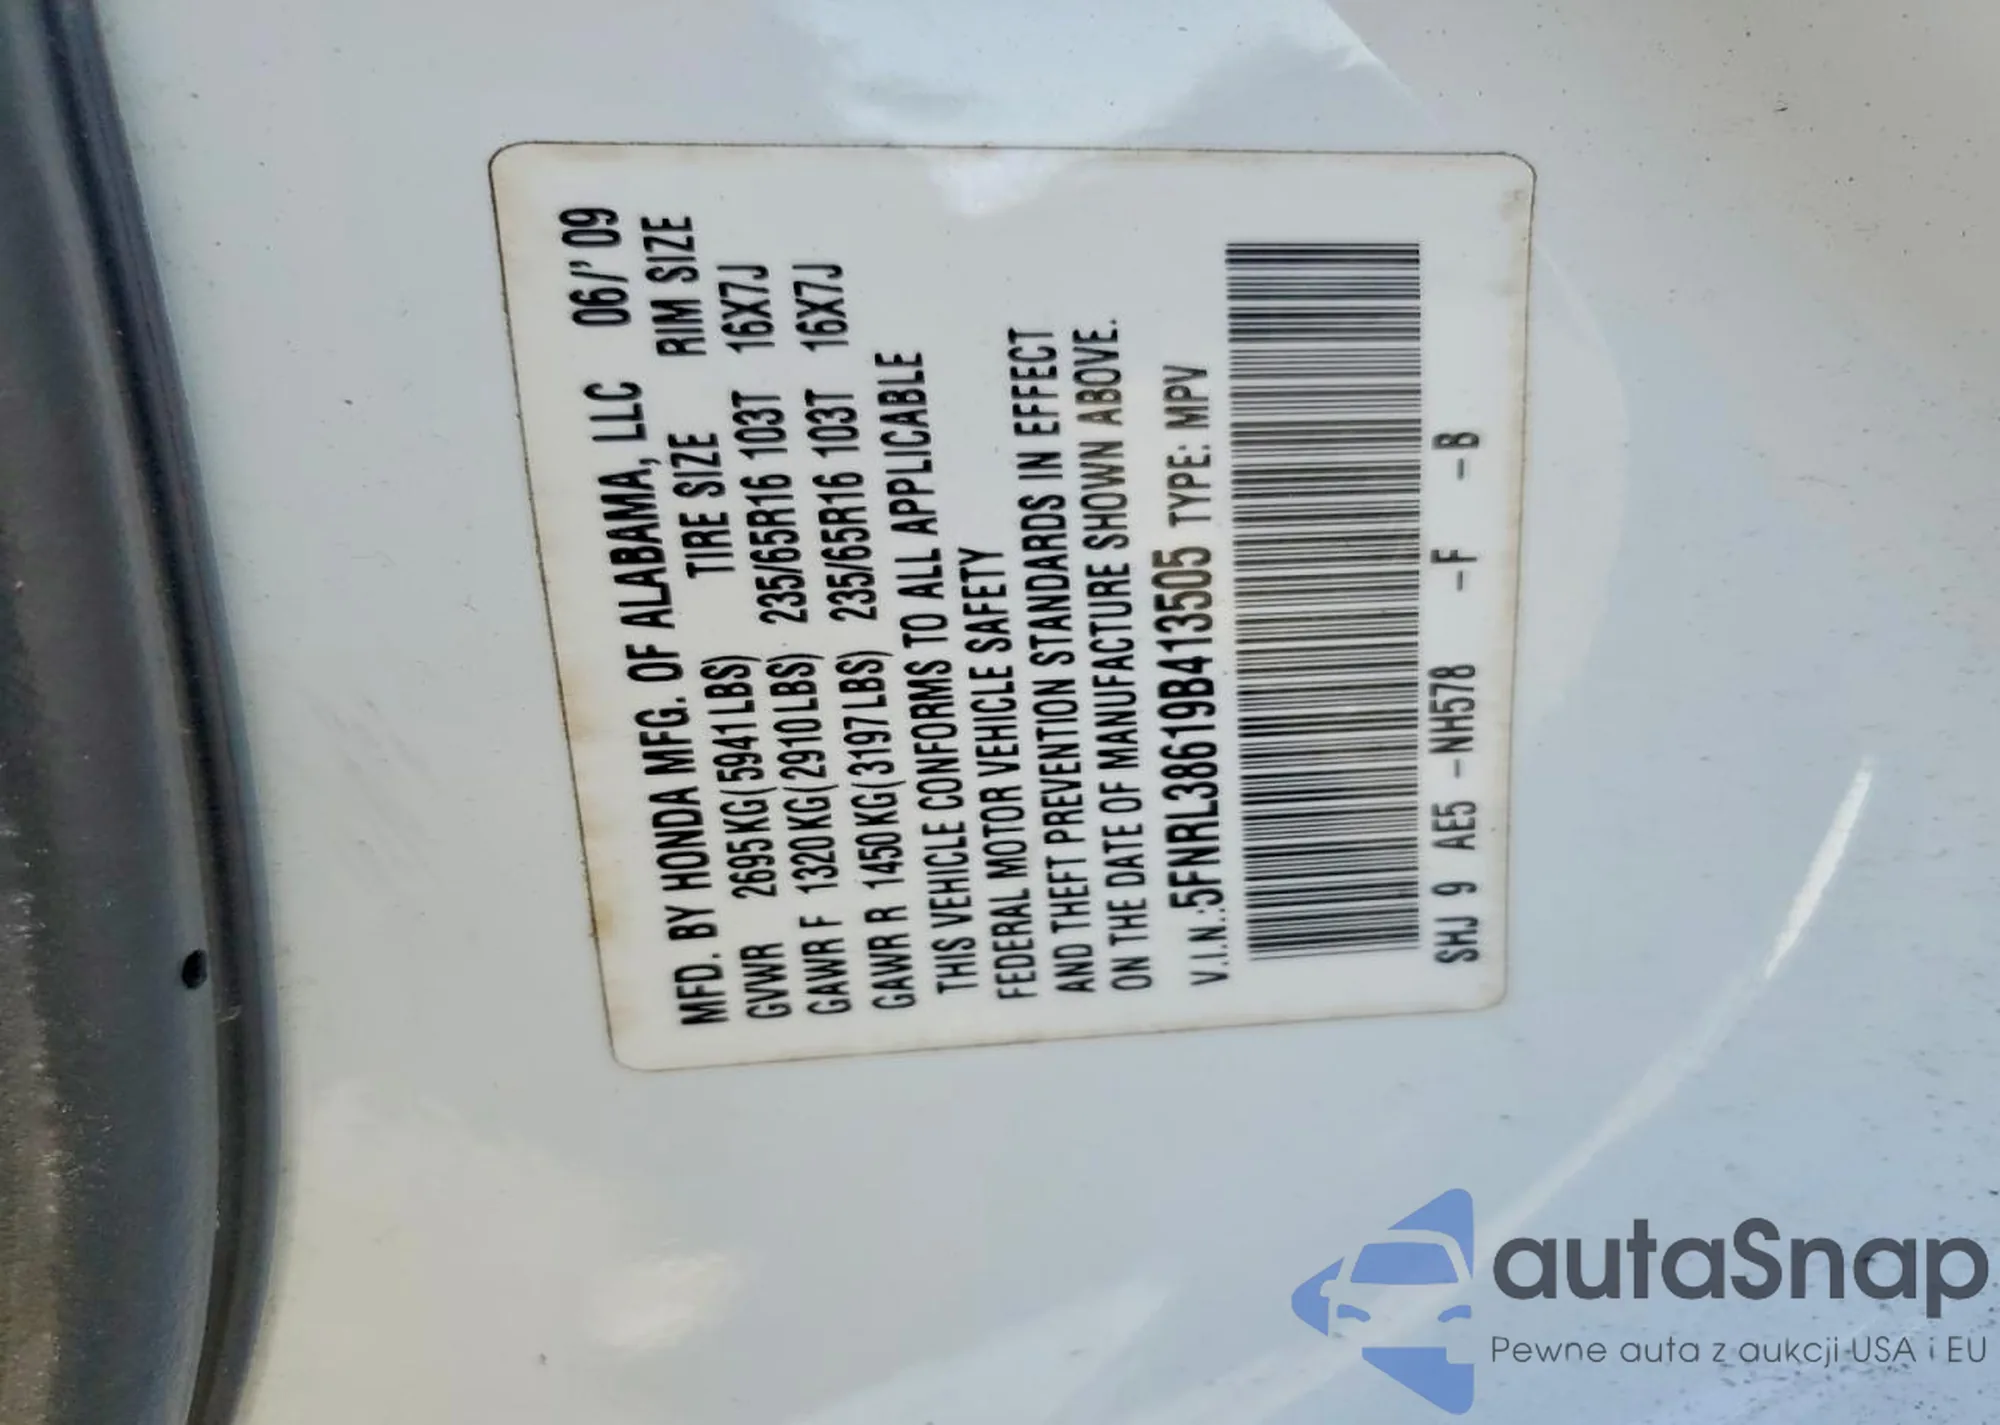 MFD. BY HONDA MFG. OF ALABAMA, LLC 06/'09
TIRE SIZE RIM SIZE
GVWR 2695KG(5941LBS)
GAWR F 1320KG(2910LBS) 235/65R16 103T 16X7J
GAWR R 1450KG(3197LBS) 235/65R16 103T 16X7J
THIS VEHICLE CONFORMS TO ALL APPLICABLE
FEDERAL MOTOR VEHICLE SAFETY
AND THEFT PREVENTION STANDARDS IN EFFECT
ON THE DATE OF MANUFACTURE SHOWN ABOVE.
V.I.N.:5FNRL38619B413505 TYPE: MPV
SHJ 9 AE5 -NH578 -F -B
autaSnap
Pewne auta z aukcji USA i EU